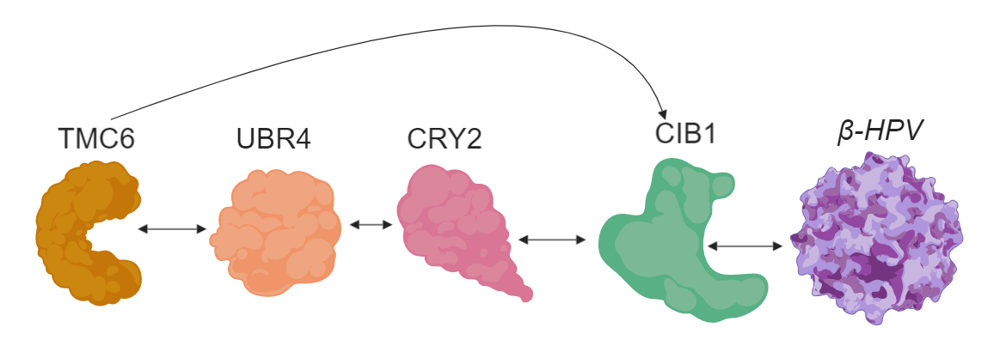 TMC6
UBR4
CRY2
CIB1
β-HPV